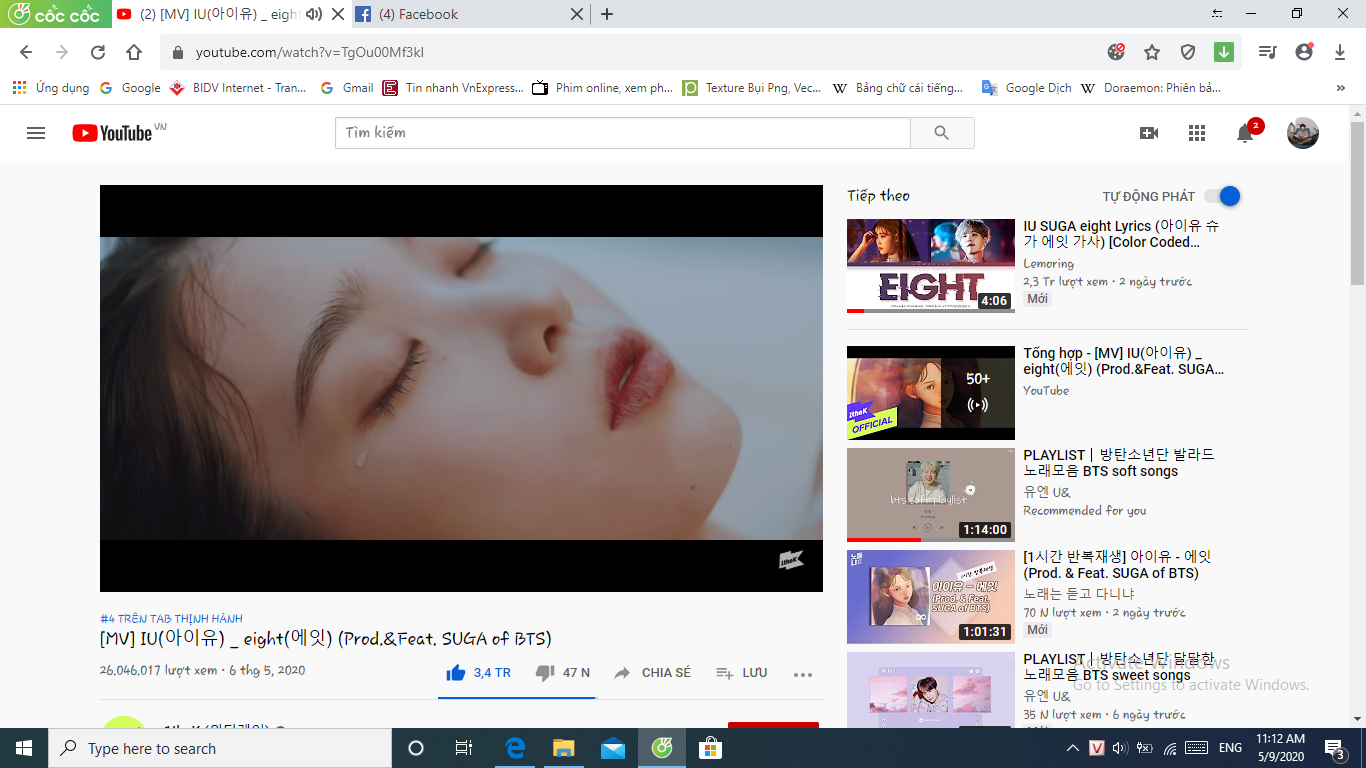 cốc cốc
(2) [MV] IU(아이유) _ eigh
(4) Facebook
youtube.com/watch?v=TgOu00Mf3kI
Ứng dụng
Google
BIDV Internet - Tran...
Gmail
Tin nhanh VnExpress...
Phim online, xem ph...
Texture Bụi Png, Vec...
Bảng chữ cái tiếng...
Google Dịch
Doraemon: Phiên bả...
»
YouTube VN
Tìm kiếm
2
Tiếp theo
TỰ ĐỘNG PHÁT
EIGHT
4:06
IU SUGA eight Lyrics (아이유 슈
가 에잇 가사) [Color Coded...
Lemoring
2,3 Tr lượt xem • 2 ngày trước
Mới
50+
1theK
OFFICIAL
Tổng hợp - [MV] IU(아이유) _
eight(에잇) (Prod.&Feat. SUGA...
YouTube
bts soft playlist
1:14:00
PLAYLIST | 방탄소년단 발라드
노래모음 BTS soft songs
유엔 U&
Recommended for you
1시간 반복재생
아이유 - 에잇
(Prod. & Feat.
SUGA of BTS)
1:01:31
[1시간 반복재생] 아이유 - 에잇
(Prod. & Feat. SUGA of BTS)
노래는 듣고 다니냐
70 N lượt xem • 2 ngày trước
Mới
PLAYLIST | 방탄소년단 달달한
노래모음 BTS sweet songs
유엔 U&
35 N lượt xem • 6 ngày trước
1theK
#4 TRÊN TAB THỊNH HÀNH
[MV] IU(아이유) _ eight(에잇) (Prod.&Feat. SUGA of BTS)
26.046.017 lượt xem • 6 thg 5, 2020
3,4 TR
47 N
CHIA SẺ
LƯU
Activate Windows
Go to Settings to activate Windows.
Type here to search
ENG
11:12 AM
5/9/2020
3